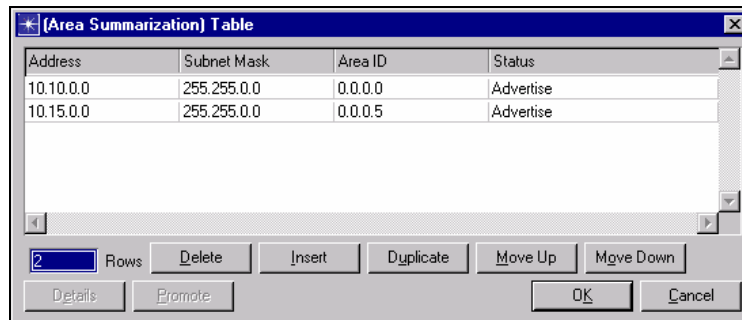 (Area Summarization) Table
Address Subnet Mask Area ID Status
10.10.0.0 255.255.0.0 0.0.0.0 Advertise
10.15.0.0 255.255.0.0 0.0.0.5 Advertise
2 Rows Delete Insert Duplicate Move Up Move Down
Details Promote OK Cancel